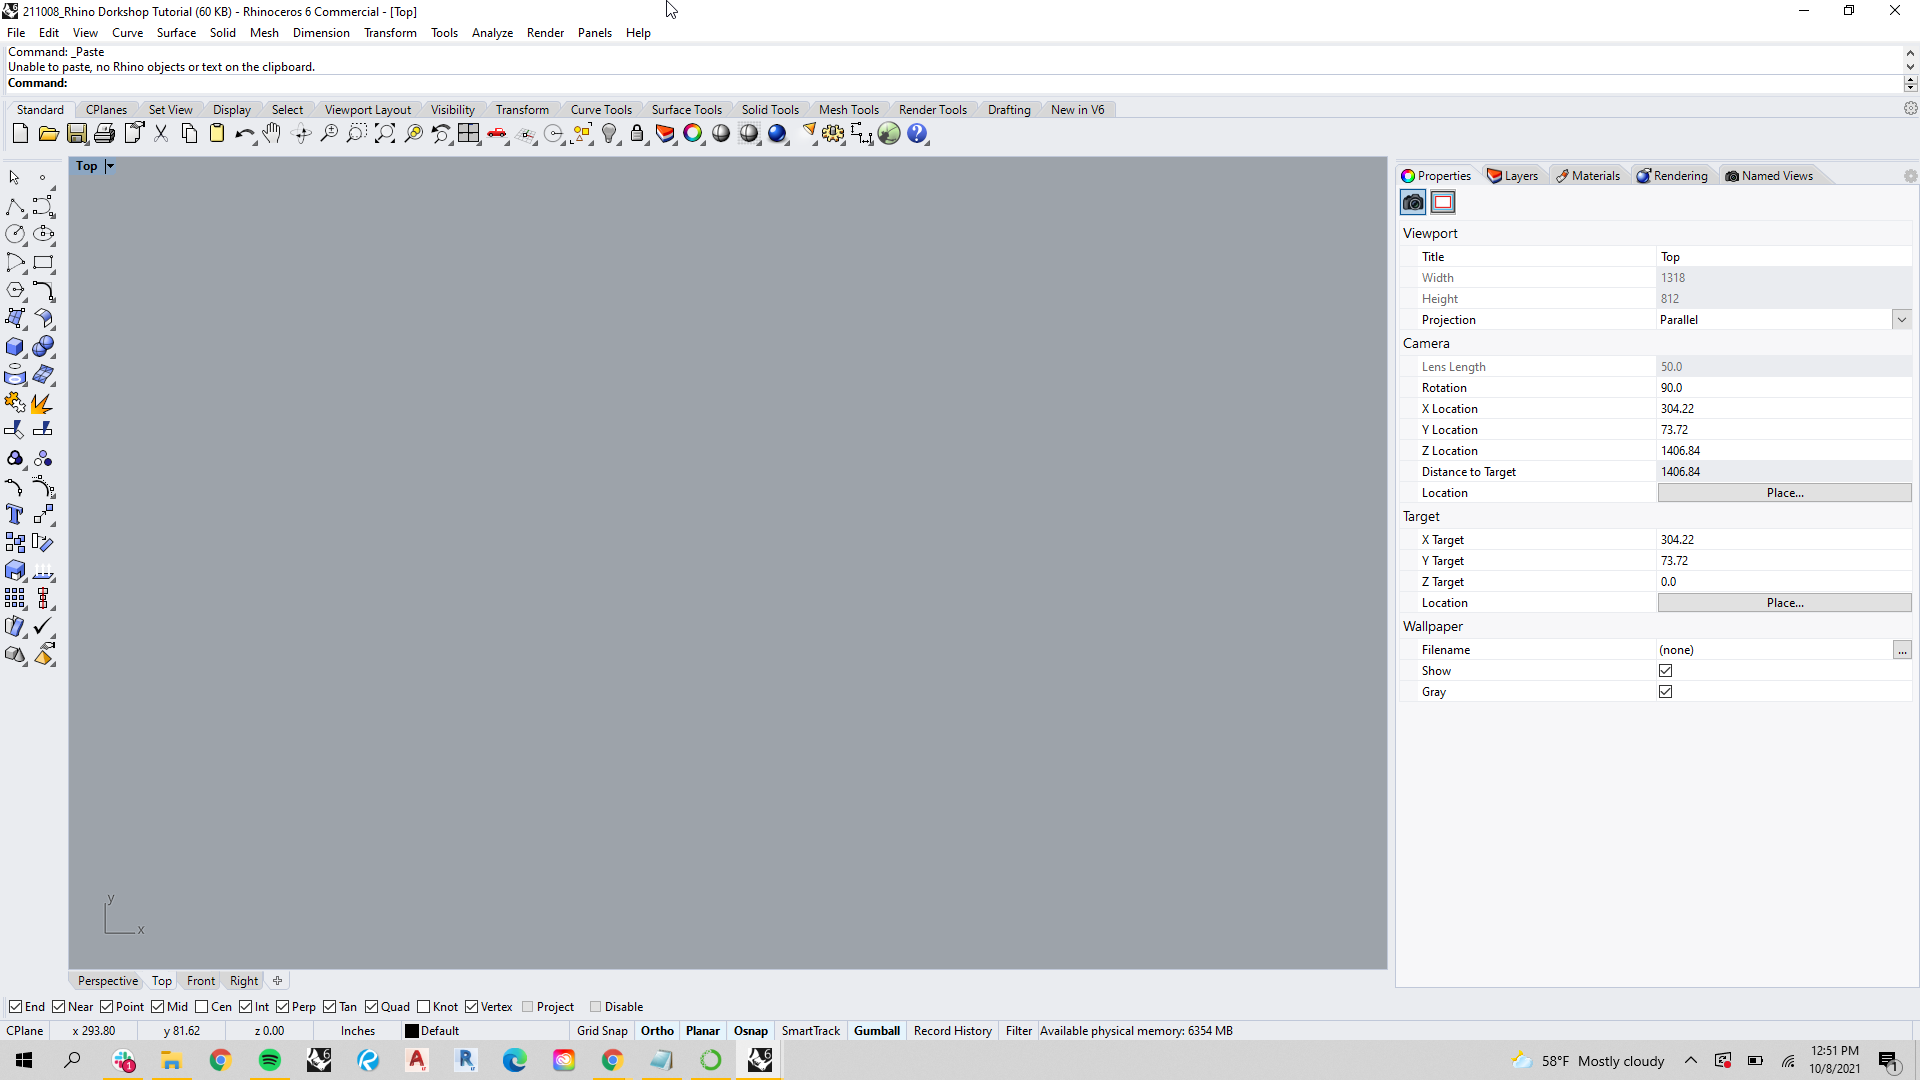 211008_Rhino Dorkshop Tutorial (60 KB) - Rhinoceros 6 Commercial - [Top]
File Edit View Curve Surface Solid Mesh Dimension Transform Tools Analyze Render Panels Help
Command: _Paste
Unable to paste, no Rhino objects or text on the clipboard.
Command:
Standard CPlanes Set View Display Select Viewport Layout Visibility Transform Curve Tools Surface Tools Solid Tools Mesh Tools Render Tools Drafting New in V6
Top
Properties Layers Materials Rendering Named Views
Viewport
Title Top
Width 1318
Height 812
Projection Parallel
Camera
Lens Length 50.0
Rotation 90.0
X Location 304.22
Y Location 73.72
Z Location 1406.84
Distance to Target 1406.84
Location Place...
Target
X Target 304.22
Y Target 73.72
Z Target 0.0
Location Place...
Wallpaper
Filename (none) ...
Show
Gray
y
x
Perspective Top Front Right
End Near Point Mid Cen Int Perp Tan Quad Knot Vertex Project Disable
CPlane x 293.80 y 81.62 z 0.00 Inches Default Grid Snap Ortho Planar Osnap SmartTrack Gumball Record History Filter Available physical memory: 6354 MB
58°F Mostly cloudy
12:51 PM
10/8/2021